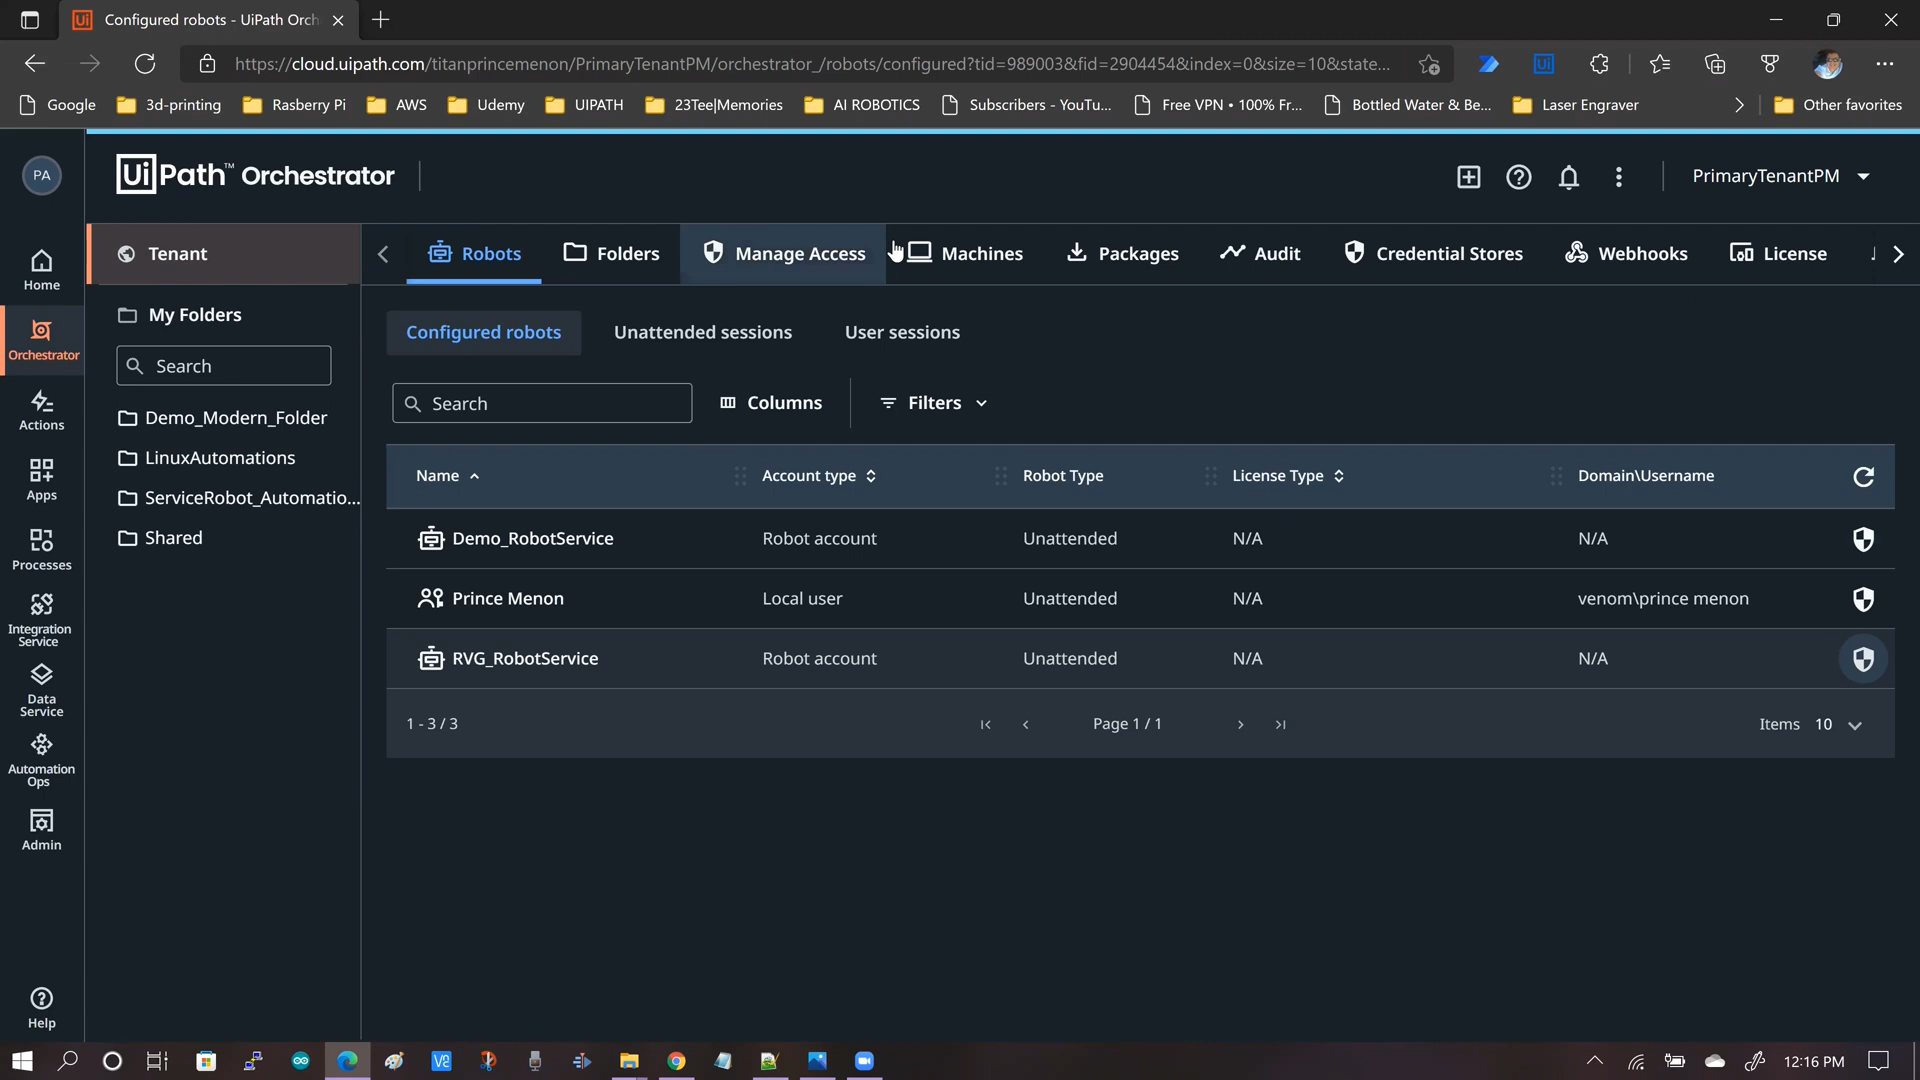 Configured robots - UiPath Orch
https://cloud.uipath.com/titanprincemenon/PrimaryTenantPM/orchestrator_/robots/configured?tid=989003&fid=2904454&index=0&size=10&state...
Google 3d-printing Rasberry Pi AWS Udemy UIPATH 23Tee|Memories AI ROBOTICS Subscribers - YouTu... Free VPN • 100% Fr... Bottled Water & Be... Laser Engraver Other favorites
PA
UiPath™ Orchestrator
PrimaryTenantPM
Home
Orchestrator
Actions
Apps
Processes
Integration
Service
Data
Service
Automation
Ops
Admin
Help
Tenant
My Folders
Search
Demo_Modern_Folder
LinuxAutomations
ServiceRobot_Automatio...
Shared
Robots Folders Manage Access Machines Packages Audit Credential Stores Webhooks License
Configured robots Unattended sessions User sessions
Search Columns Filters
Name Account type Robot Type License Type Domain\Username
Demo_RobotService Robot account Unattended N/A N/A
Prince Menon Local user Unattended N/A venom\prince menon
RVG_RobotService Robot account Unattended N/A N/A
1 - 3 / 3 Page 1 / 1 Items 10
12:16 PM